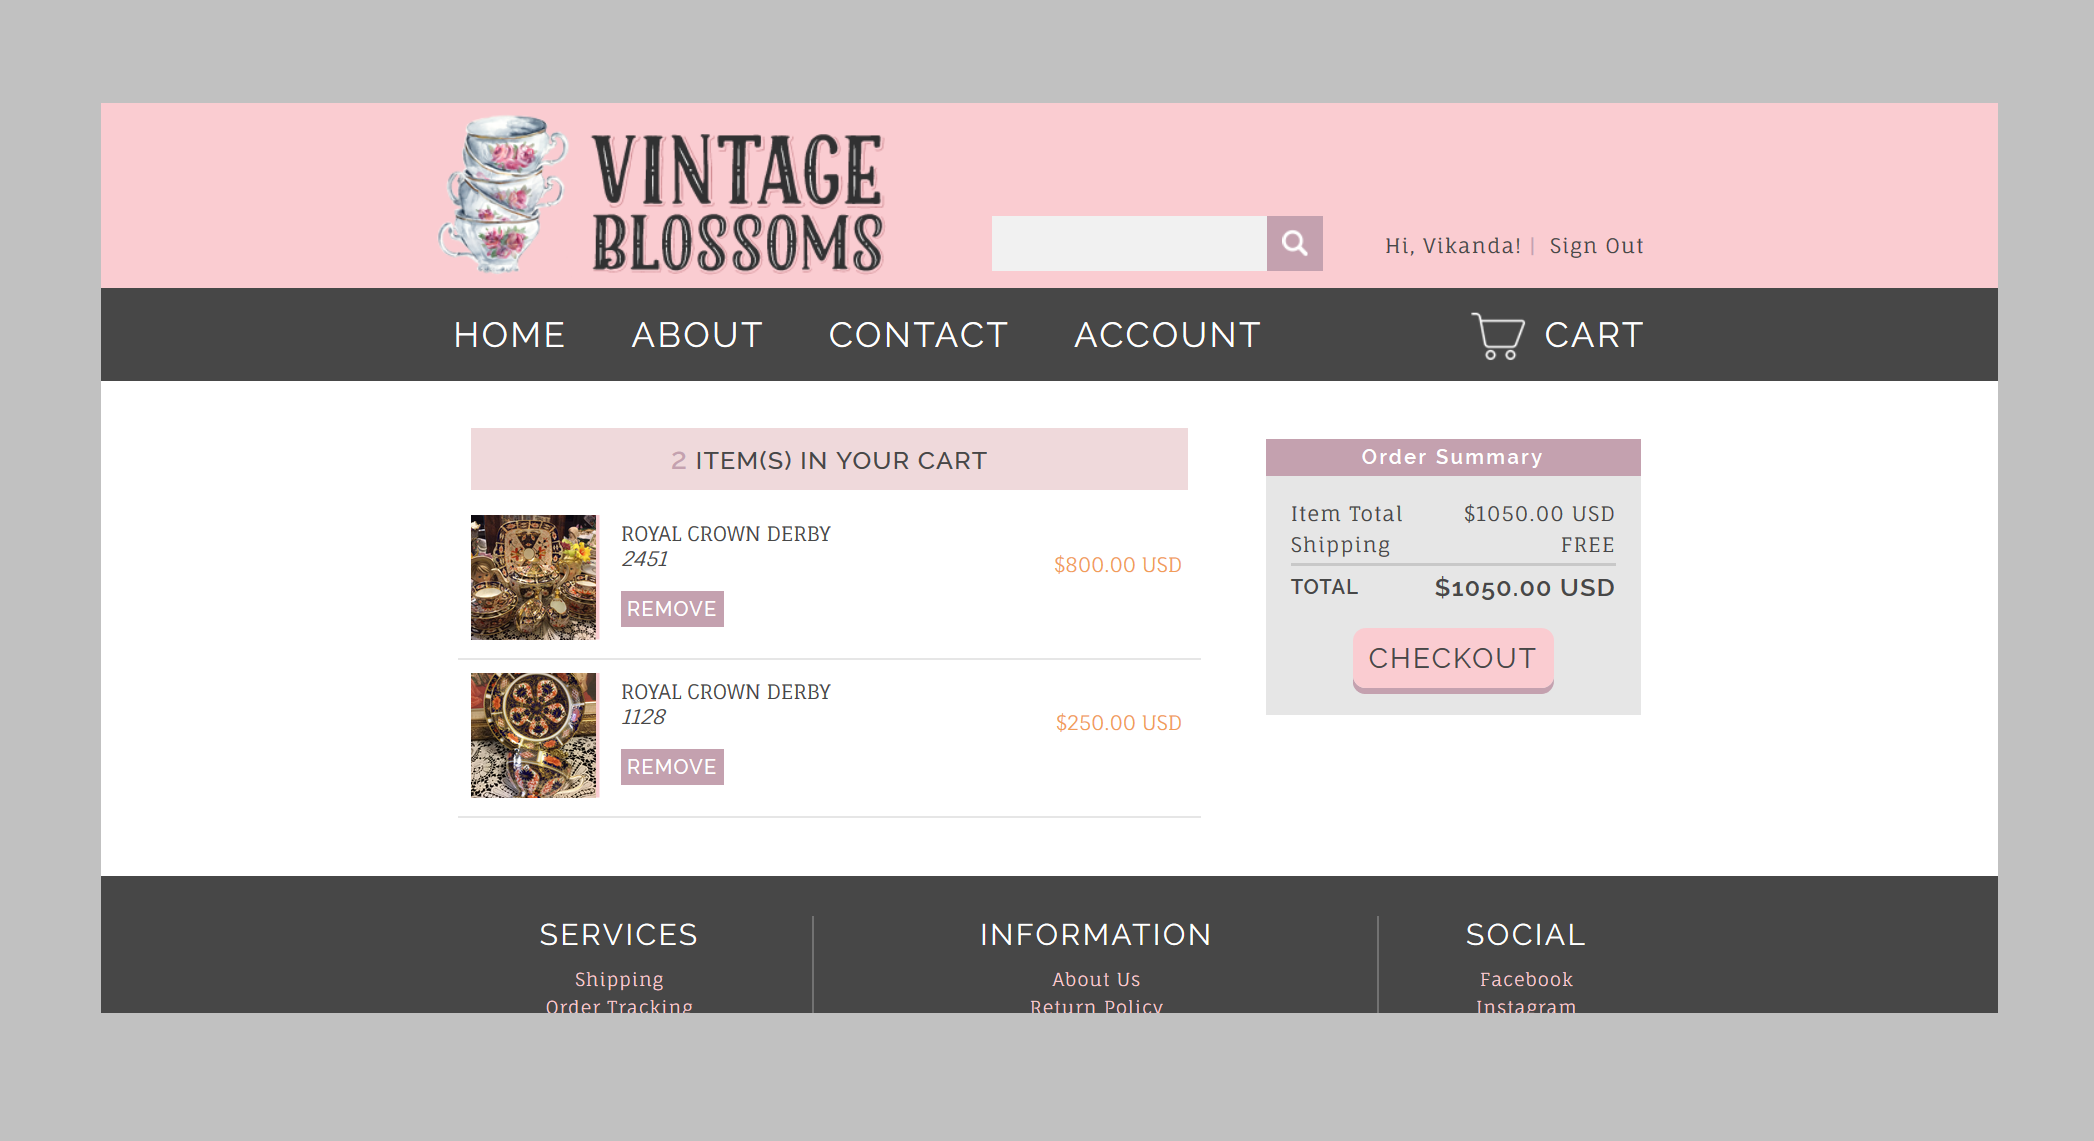 VINTAGE
BLOSSOMS
Hi, Vikanda! | Sign Out
HOME ABOUT CONTACT ACCOUNT CART
2 ITEM(S) IN YOUR CART
ROYAL CROWN DERBY
2451
$800.00 USD
REMOVE
ROYAL CROWN DERBY
1128
$250.00 USD
REMOVE
Order Summary
Item Total $1050.00 USD
Shipping FREE
TOTAL $1050.00 USD
CHECKOUT
SERVICES
Shipping
Order Tracking
INFORMATION
About Us
Return Policy
SOCIAL
Facebook
Instagram